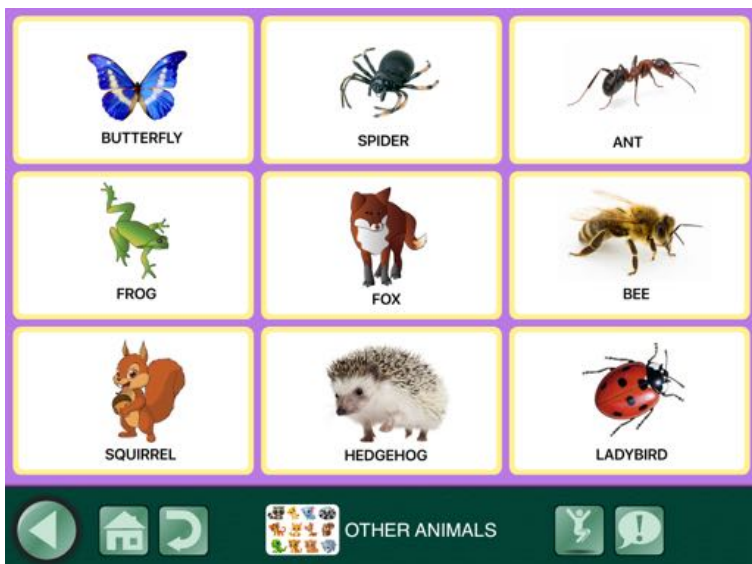 BUTTERFLY
SPIDER
ANT
FROG
FOX
BEE
SQUIRREL
HEDGEHOG
LADYBIRD
OTHER ANIMALS